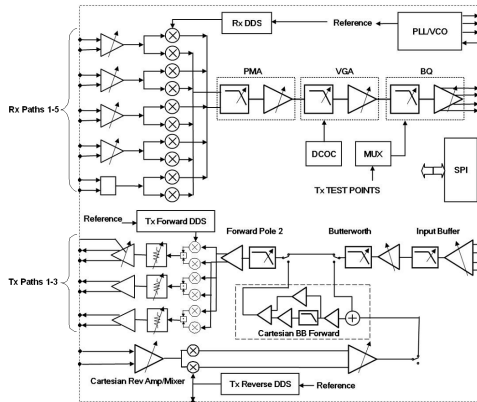 Rx DDS
Reference
PLL/VCO
PMA
VGA
BQ
Rx Paths 1-5
DCOC
MUX
Tx TEST POINTS
SPI
Reference
Tx Forward DDS
Forward Pole 2
Butterworth
Input Buffer
Tx Paths 1-3
Cartesian BB Forward
Cartesian Rev Amp/Mixer
Tx Reverse DDS
Reference